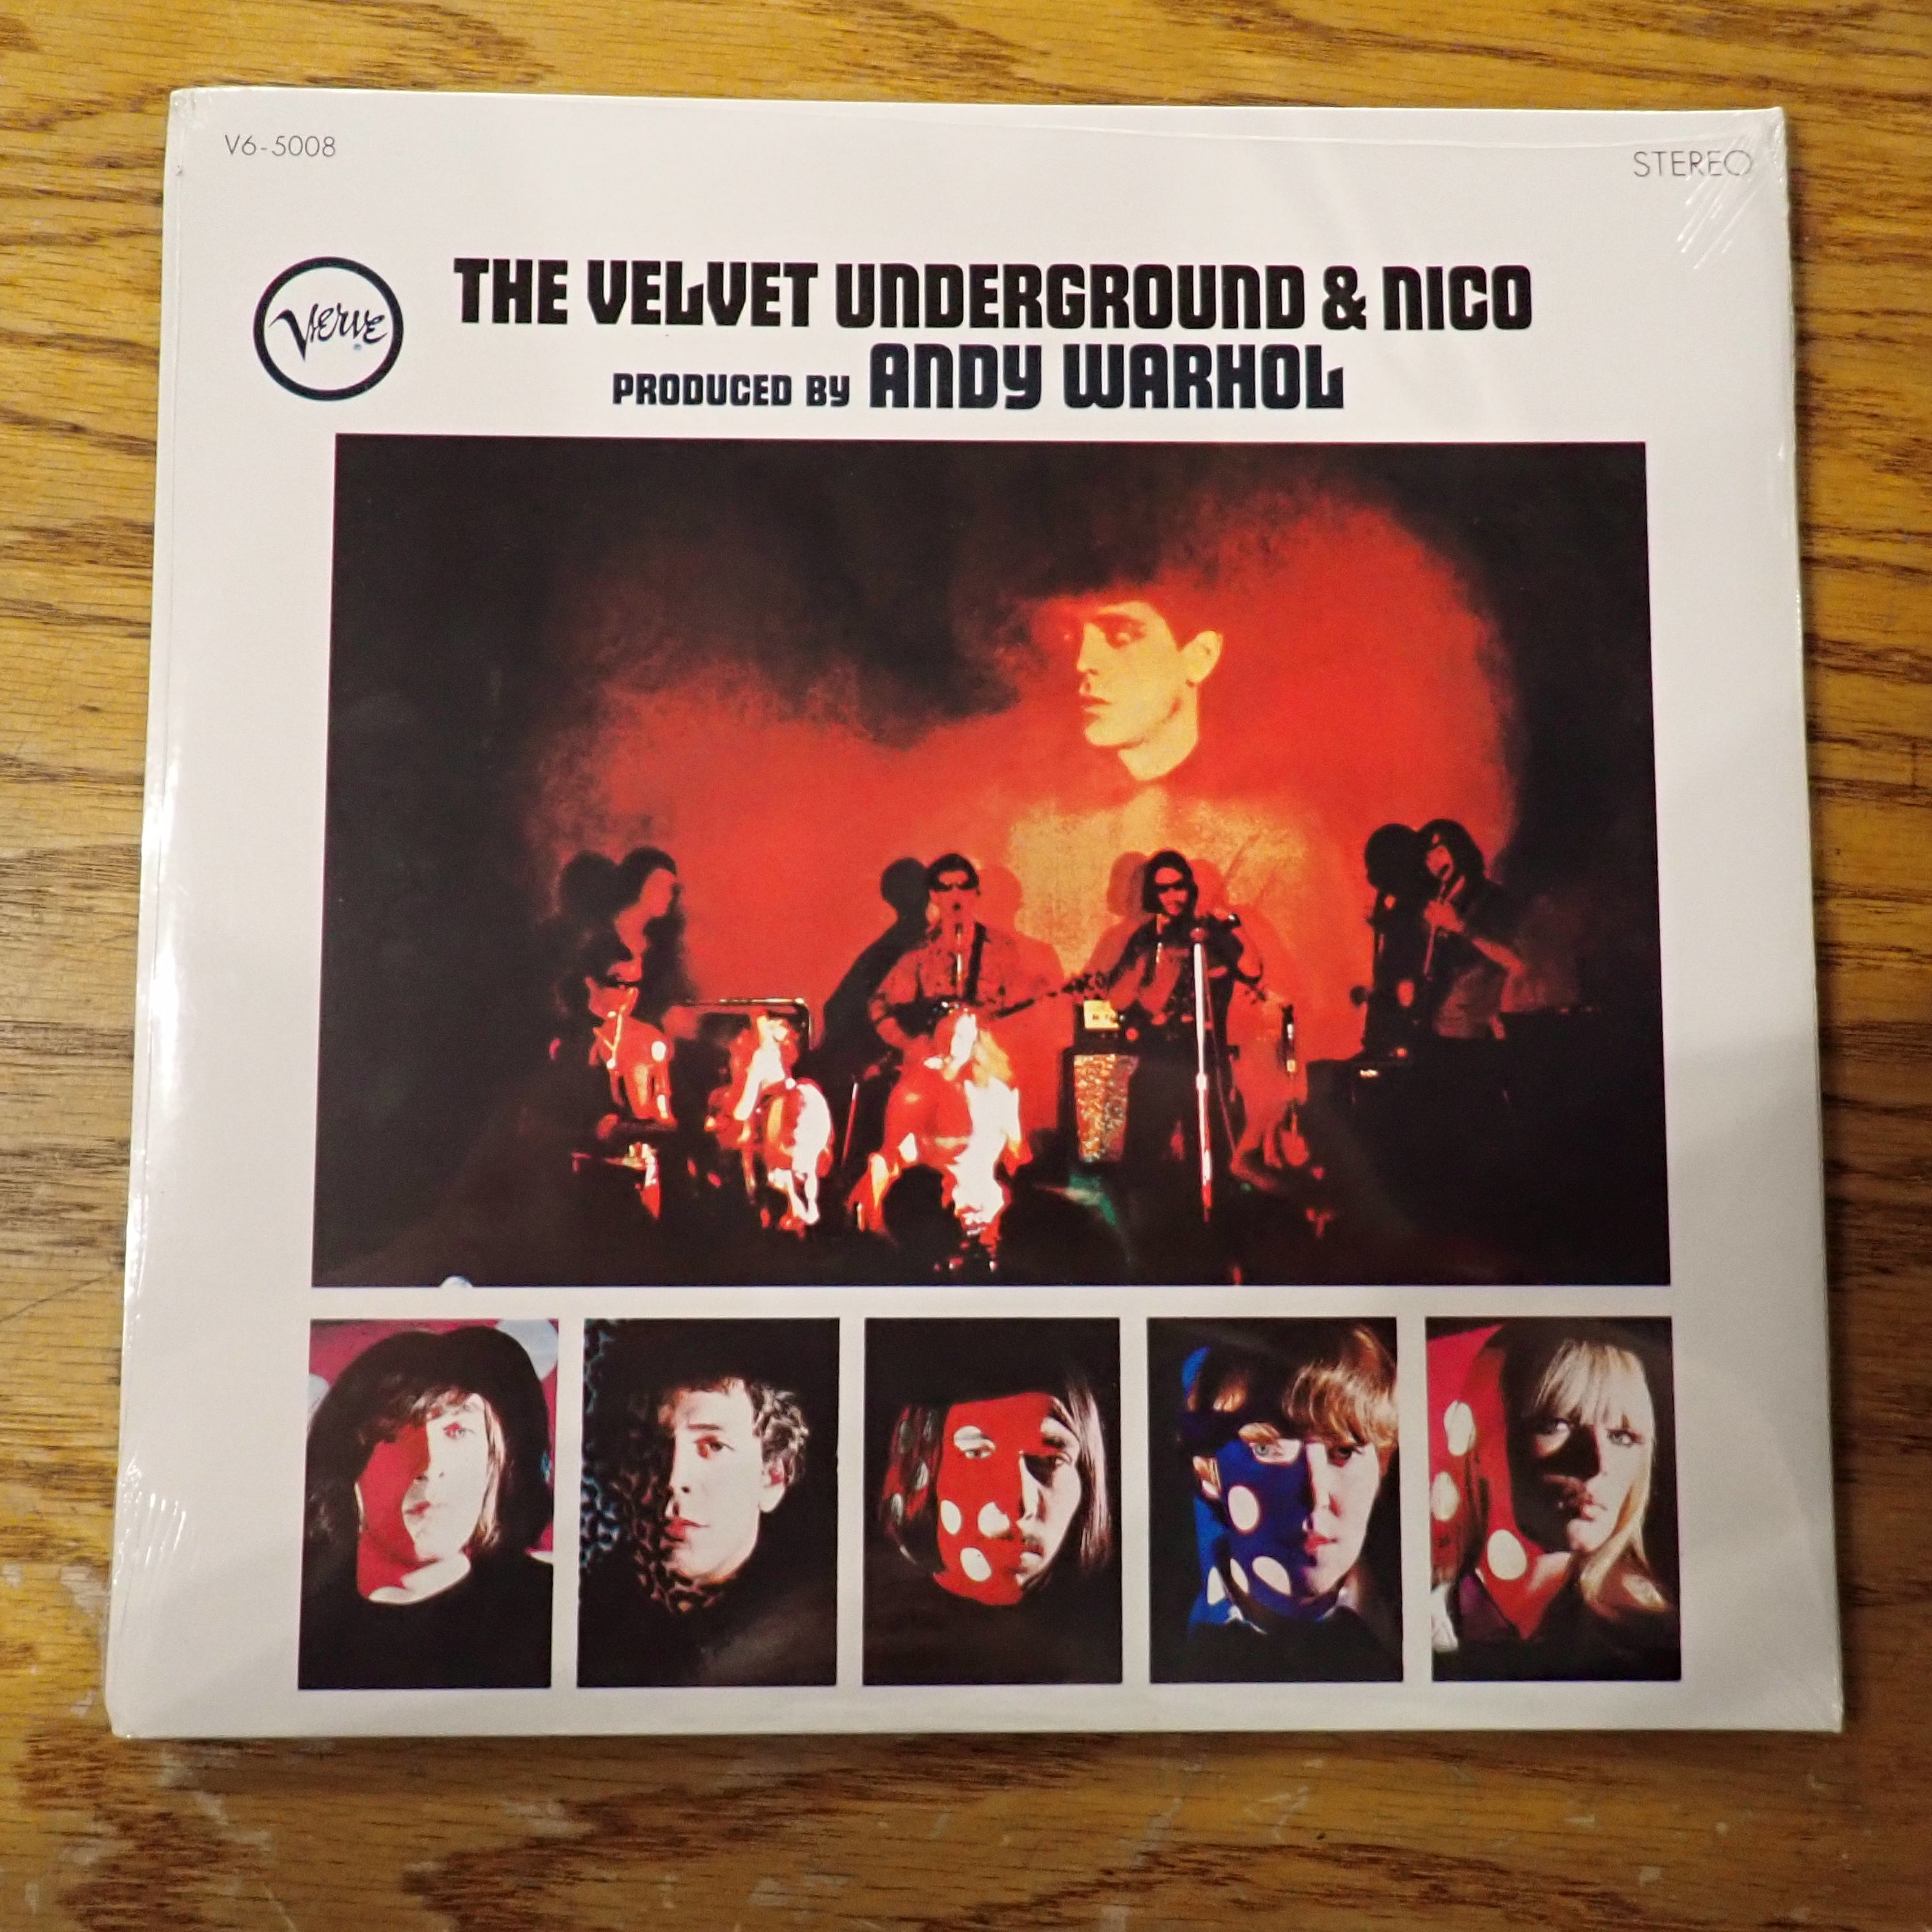 V6-5008
STEREO
Verve
THE VELVET UNDERGROUND & NICO
PRODUCED BY ANDY WARHOL